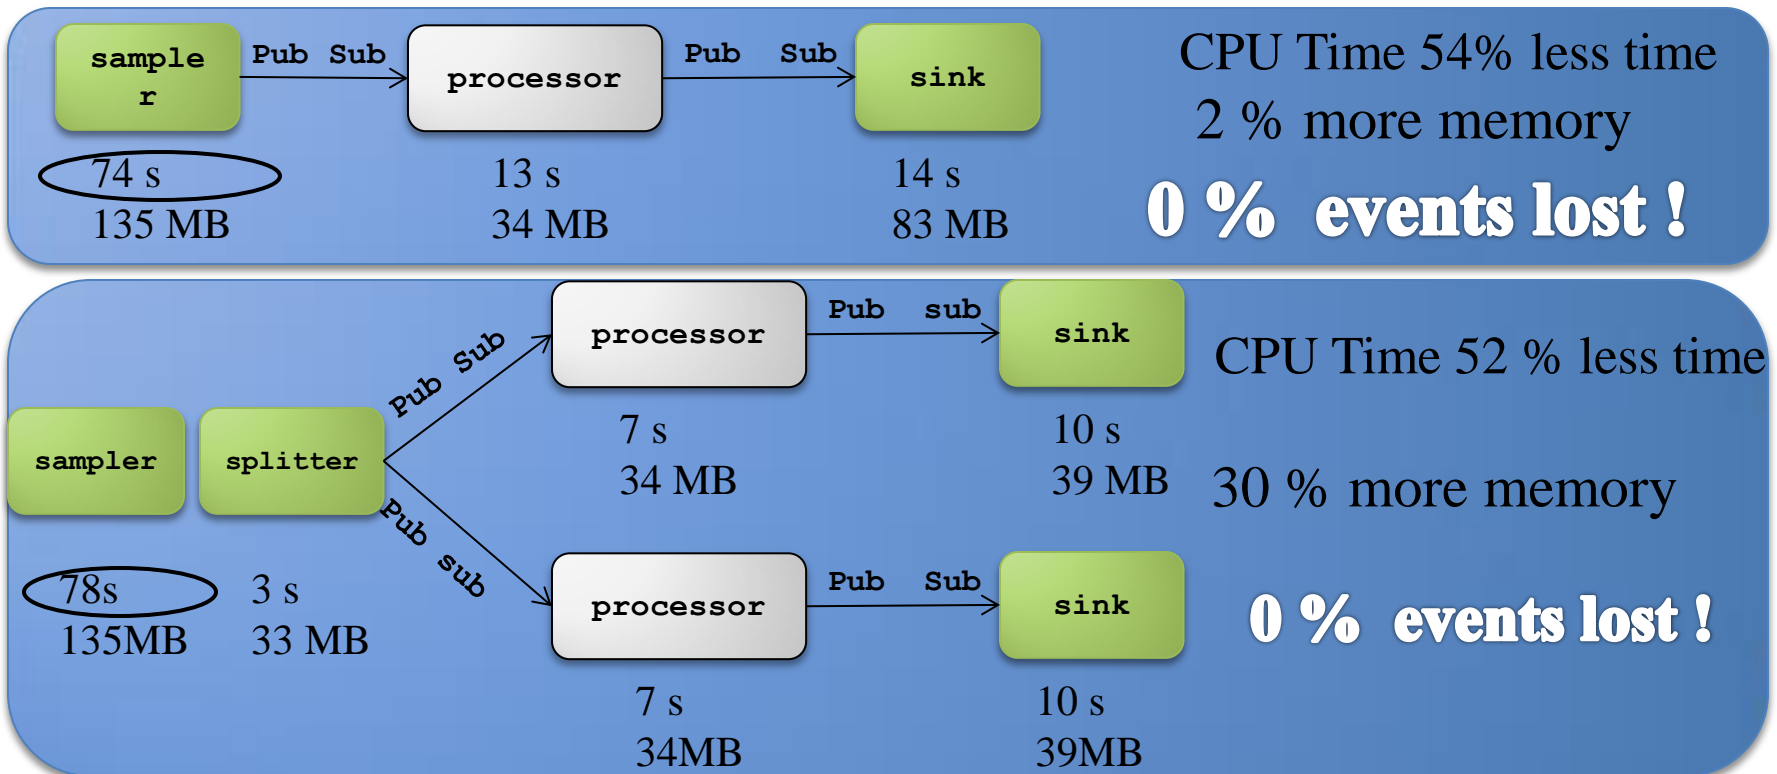 sample
r
Pub Sub
processor
Pub Sub
sink
CPU Time 54% less time
2 % more memory
0 % events lost !
74 s
135 MB
13 s
34 MB
14 s
83 MB
processor
Pub sub
sink
CPU Time 52 % less time
Pub Sub
7 s
34 MB
10 s
39 MB
30 % more memory
sampler
splitter
Pub sub
78s
135MB
3 s
33 MB
processor
Pub Sub
sink
0 % events lost !
7 s
34MB
10 s
39MB